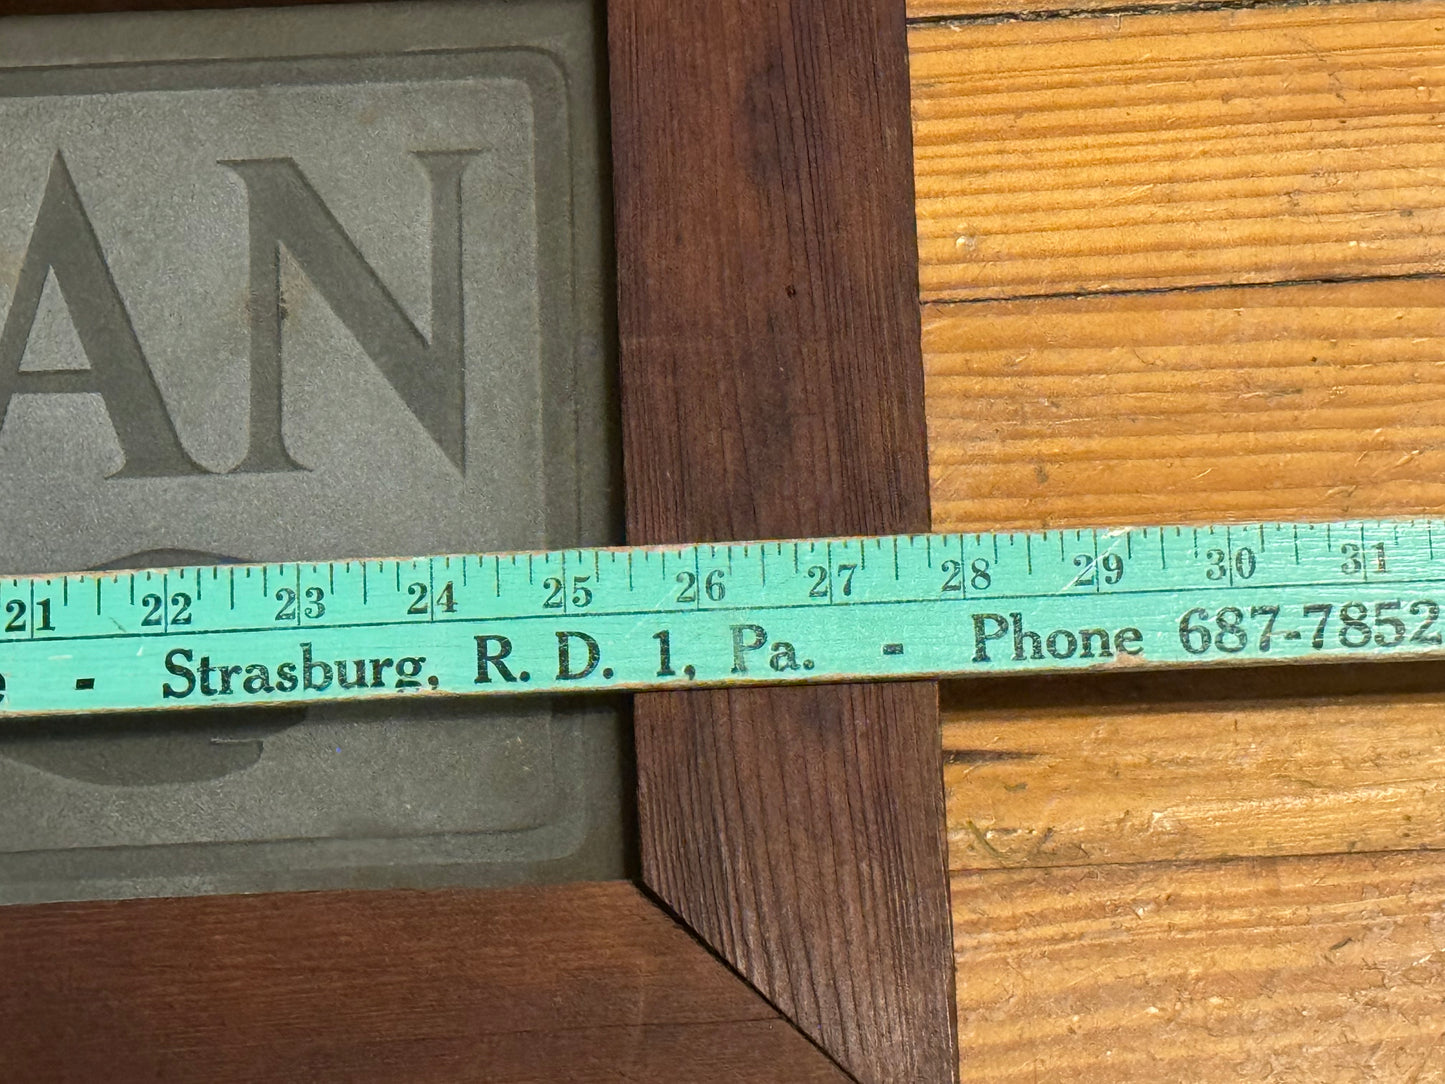 AN
21 22 23 24 25 26 27 28 29 30 31
- Strasburg, R. D. 1, Pa. - Phone 687-7852